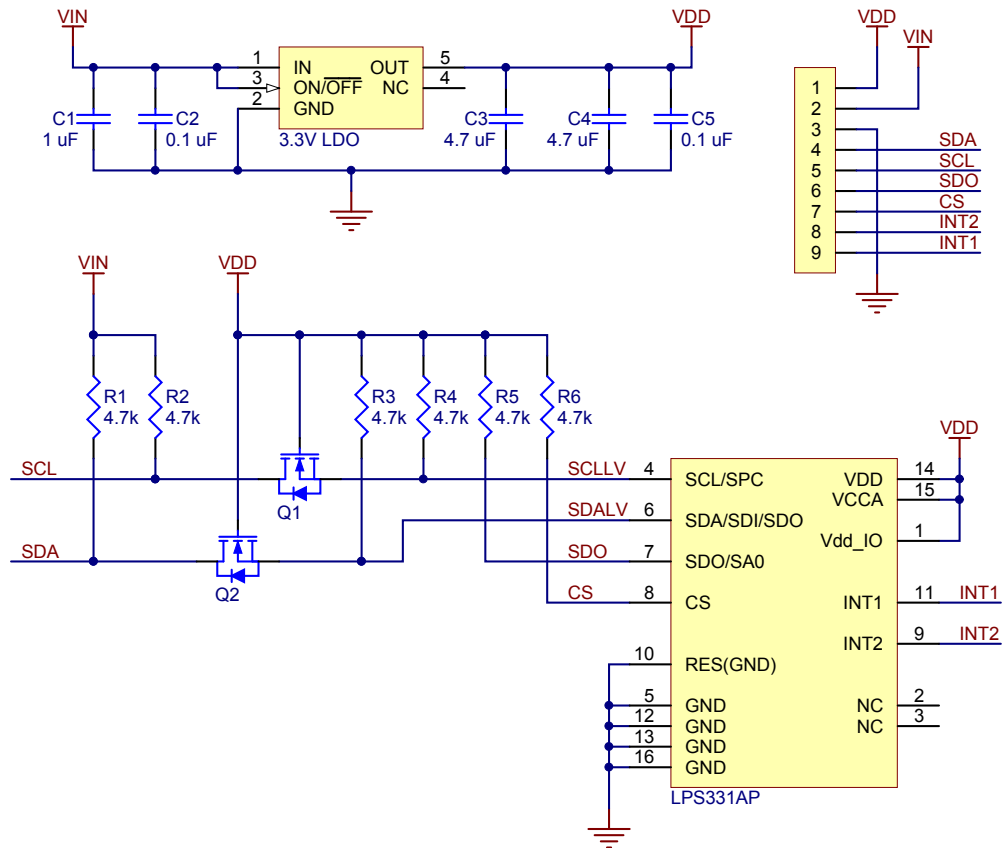 VIN
VDD
VDD
VIN
1 IN OUT 5
3 ON/OFF NC 4
2 GND
3.3V LDO
C1
1 uF
C2
0.1 uF
C3
4.7 uF
C4
4.7 uF
C5
0.1 uF
1
2
3
4 SDA
5 SCL
6 SDO
7 CS
8 INT2
9 INT1
VIN
VDD
R1
4.7k
R2
4.7k
R3
4.7k
R4
4.7k
R5
4.7k
R6
4.7k
SCL
Q1
SDA
Q2
VDD
SCLLV 4 SCL/SPC
SDALV 6 SDA/SDI/SDO
SDO 7 SDO/SA0
CS 8 CS
10 RES(GND)
5 GND
12 GND
13 GND
16 GND
VDD 14
VCCA 15
Vdd_IO 1
INT1 11 INT1
INT2 9 INT2
NC 2
NC 3
LPS331AP